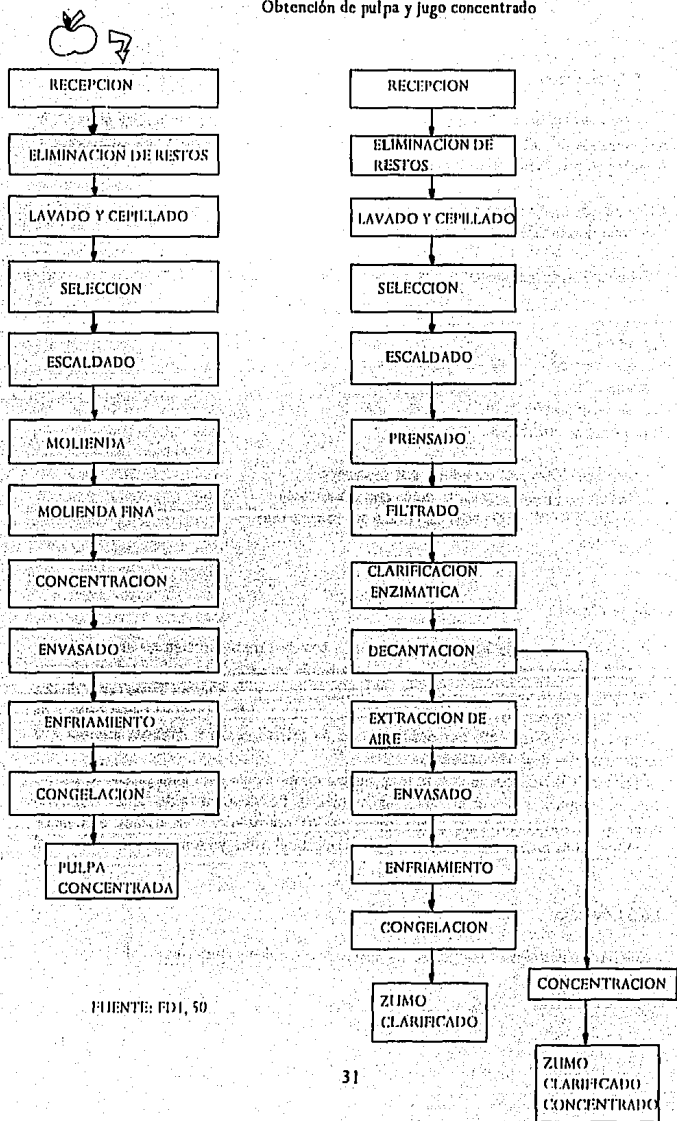 Obtención de pulpa y jugo concentrado
RECEPCION
ELIMINACION DE RESTOS
LAVADO Y CEPILLADO
SELECCION
ESCALDADO
MOLIENDA
MOLIENDA FINA
CONCENTRACION
ENVASADO
ENFRIAMIENTO
CONGELACION
PULPA
CONCENTRADA
FUENTE: FD1, 50
RECEPCION
ELIMINACION DE
RESTOS
LAVADO Y CEPILLADO
SELECCION
ESCALDADO
PRENSADO
FILTRADO
CLARIFICACION
ENZIMATICA
DECANTACION
EXTRACCION DE
AIRE
ENVASADO
ENFRIAMIENTO
CONGELACION
ZUMO
CLARIFICADO
CONCENTRACION
ZUMO
CLARIFICADO
CONCENTRADO
31